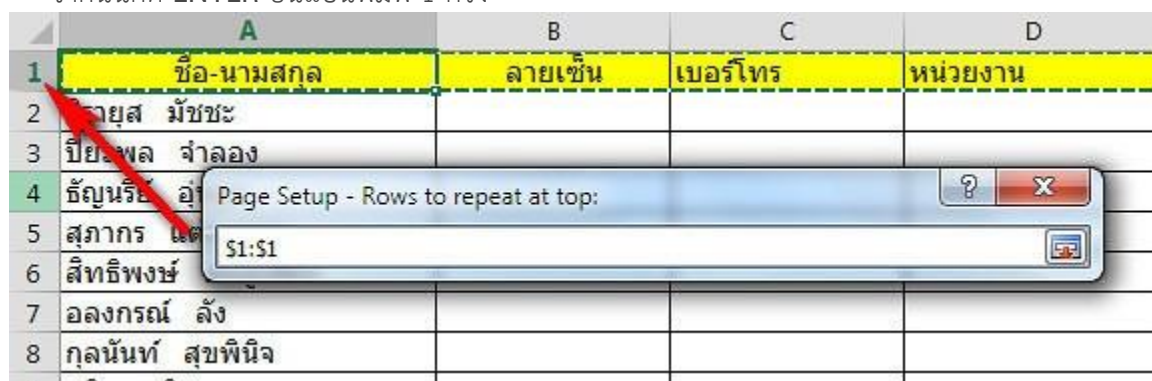 ENTER
A B C D
1 ชื่อ-นามสกุล ลายเซ็น เบอร์โทร หน่วยงาน
2 มัชชะ
3 จำลอง
4
Page Setup - Rows to repeat at top:
5 สุภากร
$1:$1
6 สิทธิพงษ์
7 อลงกรณ์ ลัง
8 กุลนันท์ สุขพินิจ